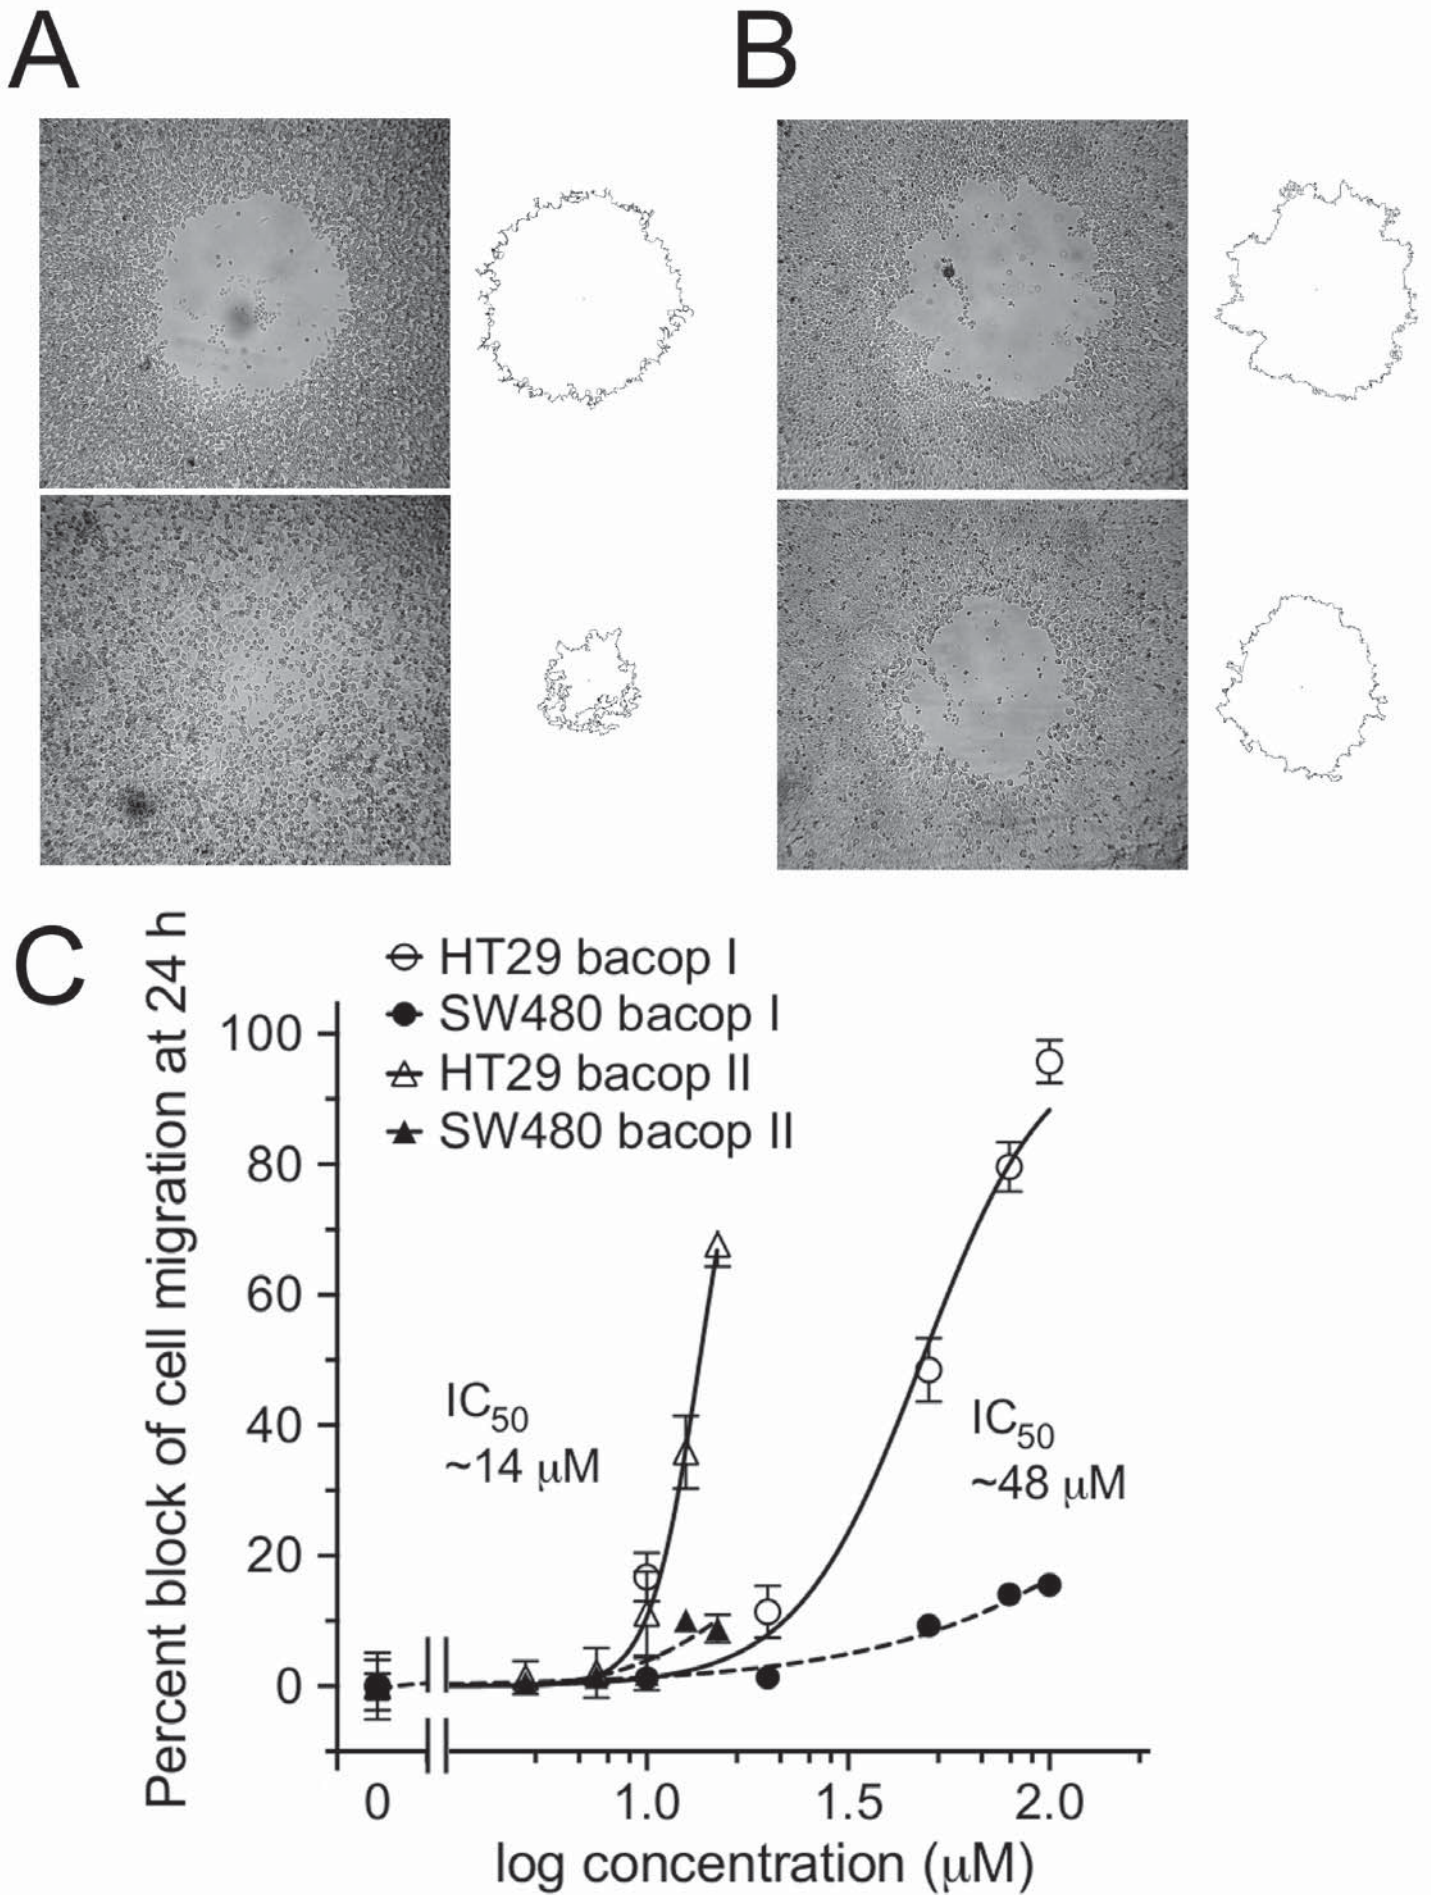 A
B
C
Percent block of cell migration at 24 h
HT29 bacop I
SW480 bacop I
HT29 bacop II
SW480 bacop II
100
80
60
40
20
0
IC50
~14 μM
IC50
~48 μM
0 1.0 1.5 2.0
log concentration (μM)